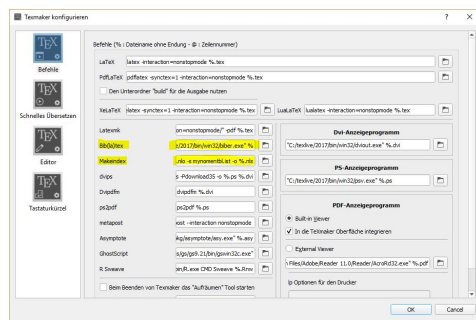 Texmaker konfigurieren
? X
Befehle (% : Dateiname ohne Endung - @ : Zeilennummer)
LaTeX latex -interaction=nonstopmode %.tex
PdfLaTeX pdflatex -synctex=1 -interaction=nonstopmode %.tex
Den Unterordner "build" für die Ausgabe nutzen
XeLaTeX latex -synctex=1 -interaction=nonstopmode %.tex LuaLaTeX lualatex -interaction=nonstopmode %.tex
Befehle
Schnelles Übersetzen
Editor
Tastaturkürzel
Latexmk on=nonstopmode/" -pdf %.tex
Bib(la)tex 2017/bin/win32/biber.exe" %
Makeindex .nlo -s mynomentbl.ist -o %.nls
dvips s -Pdownload35 -o %.ps %.dvi
Dvipdfm dvipdfm %.dvi
ps2pdf ps2pdf %.ps
metapost post --interaction nonstopmode
Asymptote kg/asymptote/asy.exe" %.asy
GhostScript s/gs/gs9.21/bin/gswin32c.exe"
R Sweave bin/R.exe CMD Sweave %.Rnw
Beim Beenden von Texmaker das "Aufräumen" Tool starten
Dvi-Anzeigeprogramm
"C:/texlive/2017/bin/win32/dviout.exe" %.dvi
PS-Anzeigeprogramm
"C:/texlive/2017/bin/win32/psv.exe" %.ps
PDF-Anzeigeprogramm
Built-in Viewer
In die TeXMaker Oberfläche integrieren
External Viewer
Files/Adobe/Reader 11.0/Reader/AcroRd32.exe" %.pdf
lp Optionen für den Drucker
OK Cancel